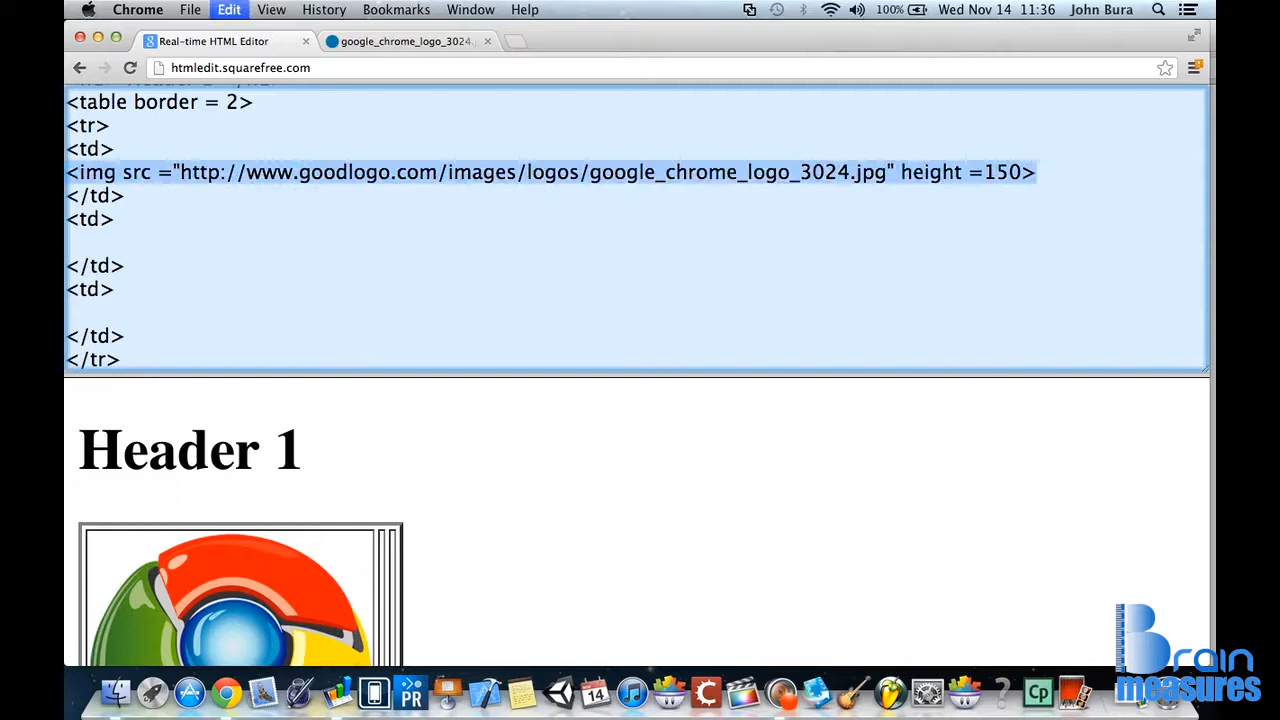 Chrome File Edit View History Bookmarks Window Help 100% Wed Nov 14 11:36 John Bura
Real-time HTML Editor google_chrome_logo_3024.
htmledit.squarefree.com
<table border = 2>
<tr>
<td>
<img src ="http://www.goodlogo.com/images/logos/google_chrome_logo_3024.jpg" height =150>
</td>
<td>
</td>
<td>
</td>
</tr>
Header 1
14
PR
Cp
Brain
measures